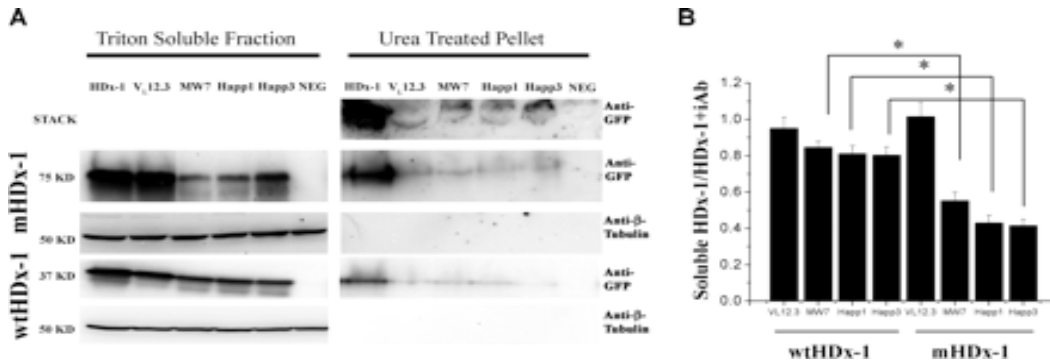 A
Triton Soluble Fraction
Urea Treated Pellet
HDx-1 VL12.3 MW7 Happ1 Happ3 NEG
HDx-1 VL12.3 MW7 Happ1 Happ3 NEG
STACK
Anti-
GFP
mHDx-1
75 KD
Anti-
GFP
50 KD
Anti-β-
Tubulin
wtHDx-1
37 KD
Anti-
GFP
50 KD
Anti-β-
Tubulin
B
Soluble HDx-1/HDx-1+iAb
*
*
*
1.2
1.0
0.8
0.6
0.4
0.2
0.0
VL12.3 MW7 Happ1 Happ3 VL12.3 MW7 Happ1 Happ3
wtHDx-1 mHDx-1